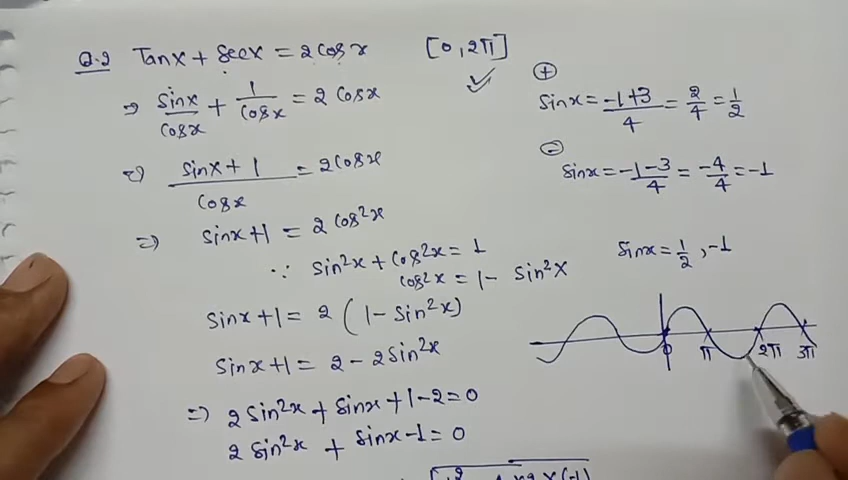 Q.2 Tanx + Secx = 2 Cosx [0, 2π]
⇒ Sinx/Cosx + 1/Cosx = 2 Cosx
⇒ Sinx + 1/Cosx = 2Cosx
⇒ Sinx + 1 = 2 Cos²x
∵ Sin²x + Cos²x = 1
Cos²x = 1 - Sin²x
Sinx + 1 = 2 (1 - Sin²x)
Sinx + 1 = 2 - 2Sin²x
⇒ 2Sin²x + Sinx + 1 - 2 = 0
2 Sin²x + Sinx - 1 = 0
+
Sinx = -1+3/4 = 2/4 = 1/2
-
Sinx = -1-3/4 = -4/4 = -1
Sinx = 1/2, -1
0 π 2π 3π